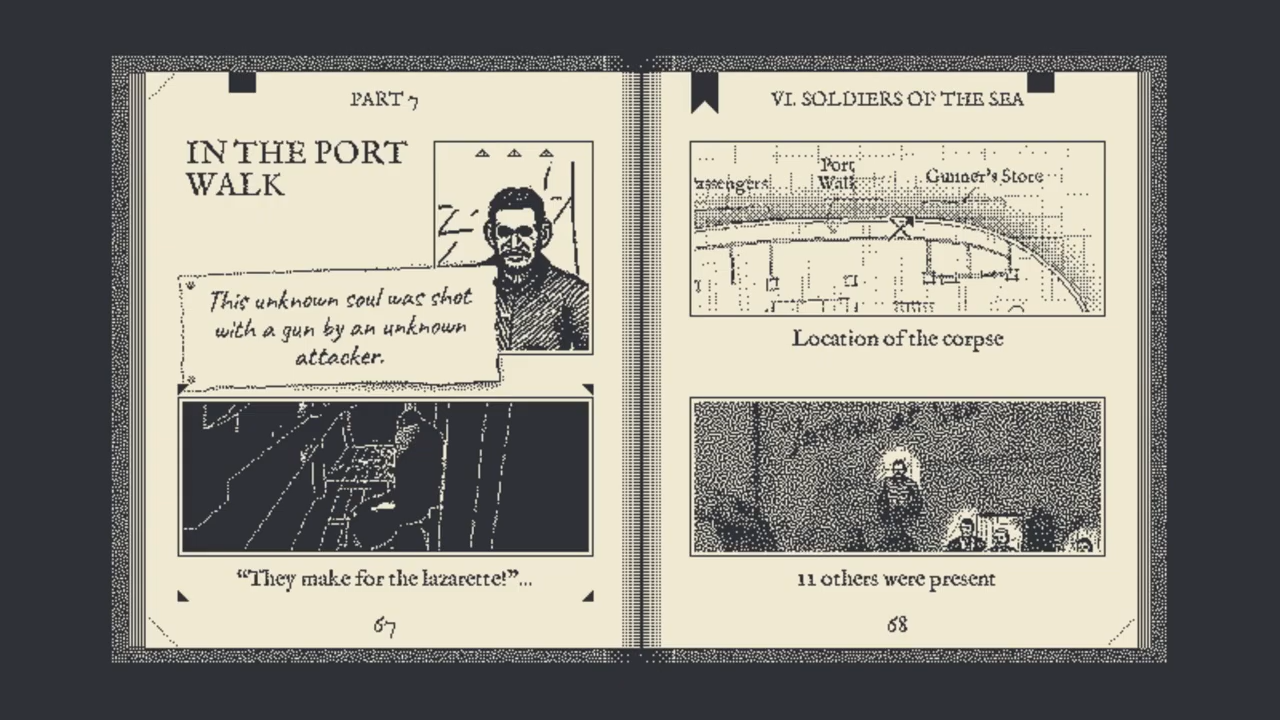 PART 7
IN THE PORT
WALK
This unknown soul was shot
with a gun by an unknown
attacker.
"They make for the lazarette!"...
67
VI. SOLDIERS OF THE SEA
Port
Walk
Gunner's Store
Location of the corpse
11 others were present
68